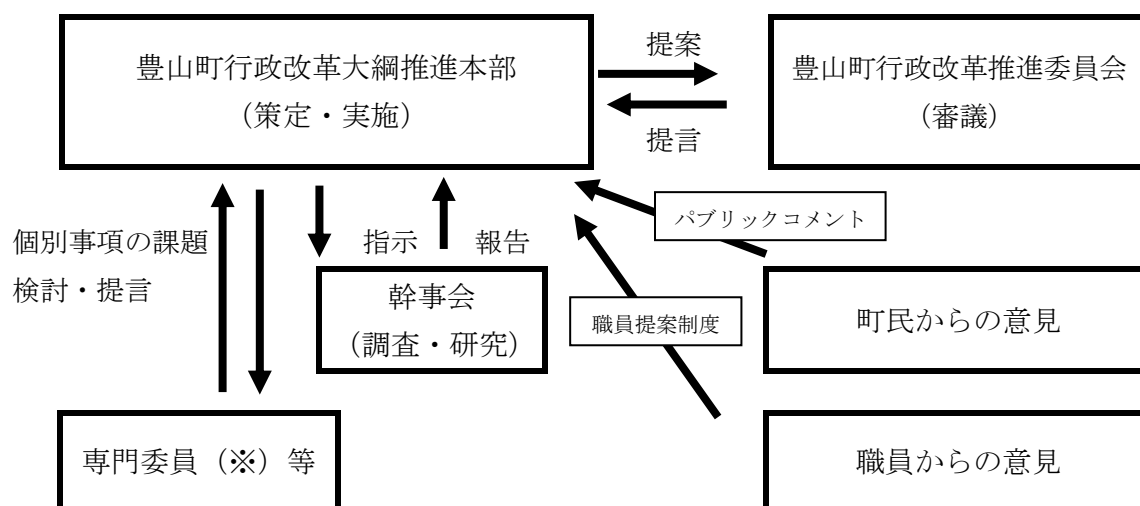 豊山町行政改革大綱推進本部
(策定・実施)
提案
提言
豊山町行政改革推進委員会
(審議)
個別事項の課題
検討・提言
指示
報告
パブリックコメント
幹事会
(調査・研究)
職員提案制度
町民からの意見
専門委員(※)等
職員からの意見